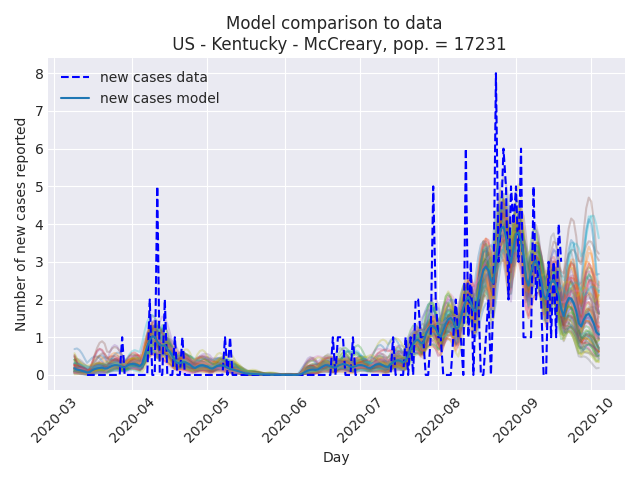 Model comparison to data
US - Kentucky - McCreary, pop. = 17231
new cases data
new cases model
Number of new cases reported
8
7
6
5
4
3
2
1
0
2020-03
2020-04
2020-05
2020-06
2020-07
2020-08
2020-09
2020-10
Day